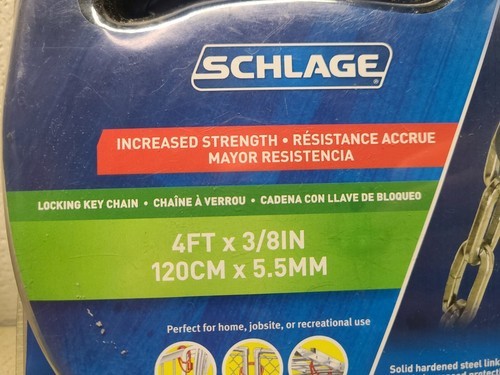 SCHLAGE
INCREASED STRENGTH • RÉSISTANCE ACCRUE
MAYOR RESISTENCIA
LOCKING KEY CHAIN • CHAÎNE À VERROU • CADENA CON LLAVE DE BLOQUEO
4FT x 3/8IN
120CM x 5.5MM
Perfect for home, jobsite, or recreational use
Solid hardened steel link